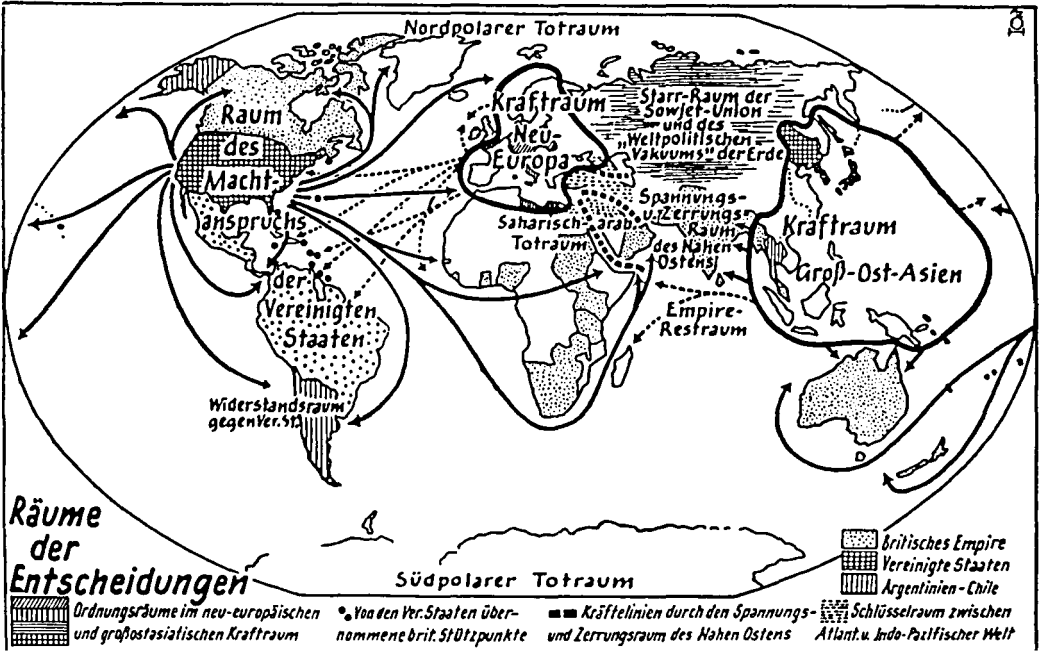 Nordpolarer Totraum
Raum
des
Macht-
anspruchs
der
Vereinigten
Staaten
Widerstandsraum
gegen Ver. St.
Kraftraum
Neu-
Europa
Starr-Raum der
Sowjet-Union
und des
„Weltpolitischen
Vakuums" der Erde
Spannungs-
u. Zerrungs-
Raum
des Nahen
Ostens
Saharisch-arab.
Totraum
Empire-
Restraum
Kraftraum
Groß-Ost-Asien
Südpolarer Totraum
Räume
der
Entscheidungen
Britisches Empire
Vereinigte Staaten
Argentinien-Chile
Ordnungsräume im neu-europäischen
und großostasiatischen Kraftraum
Von den Ver. Staaten über-
nommene brit. Stützpunkte
Kräftelinien durch den Spannungs-
und Zerrungsraum des Nahen Ostens
Schlüsselraum zwischen
Atlant. u. Indo-Pazifischer Welt